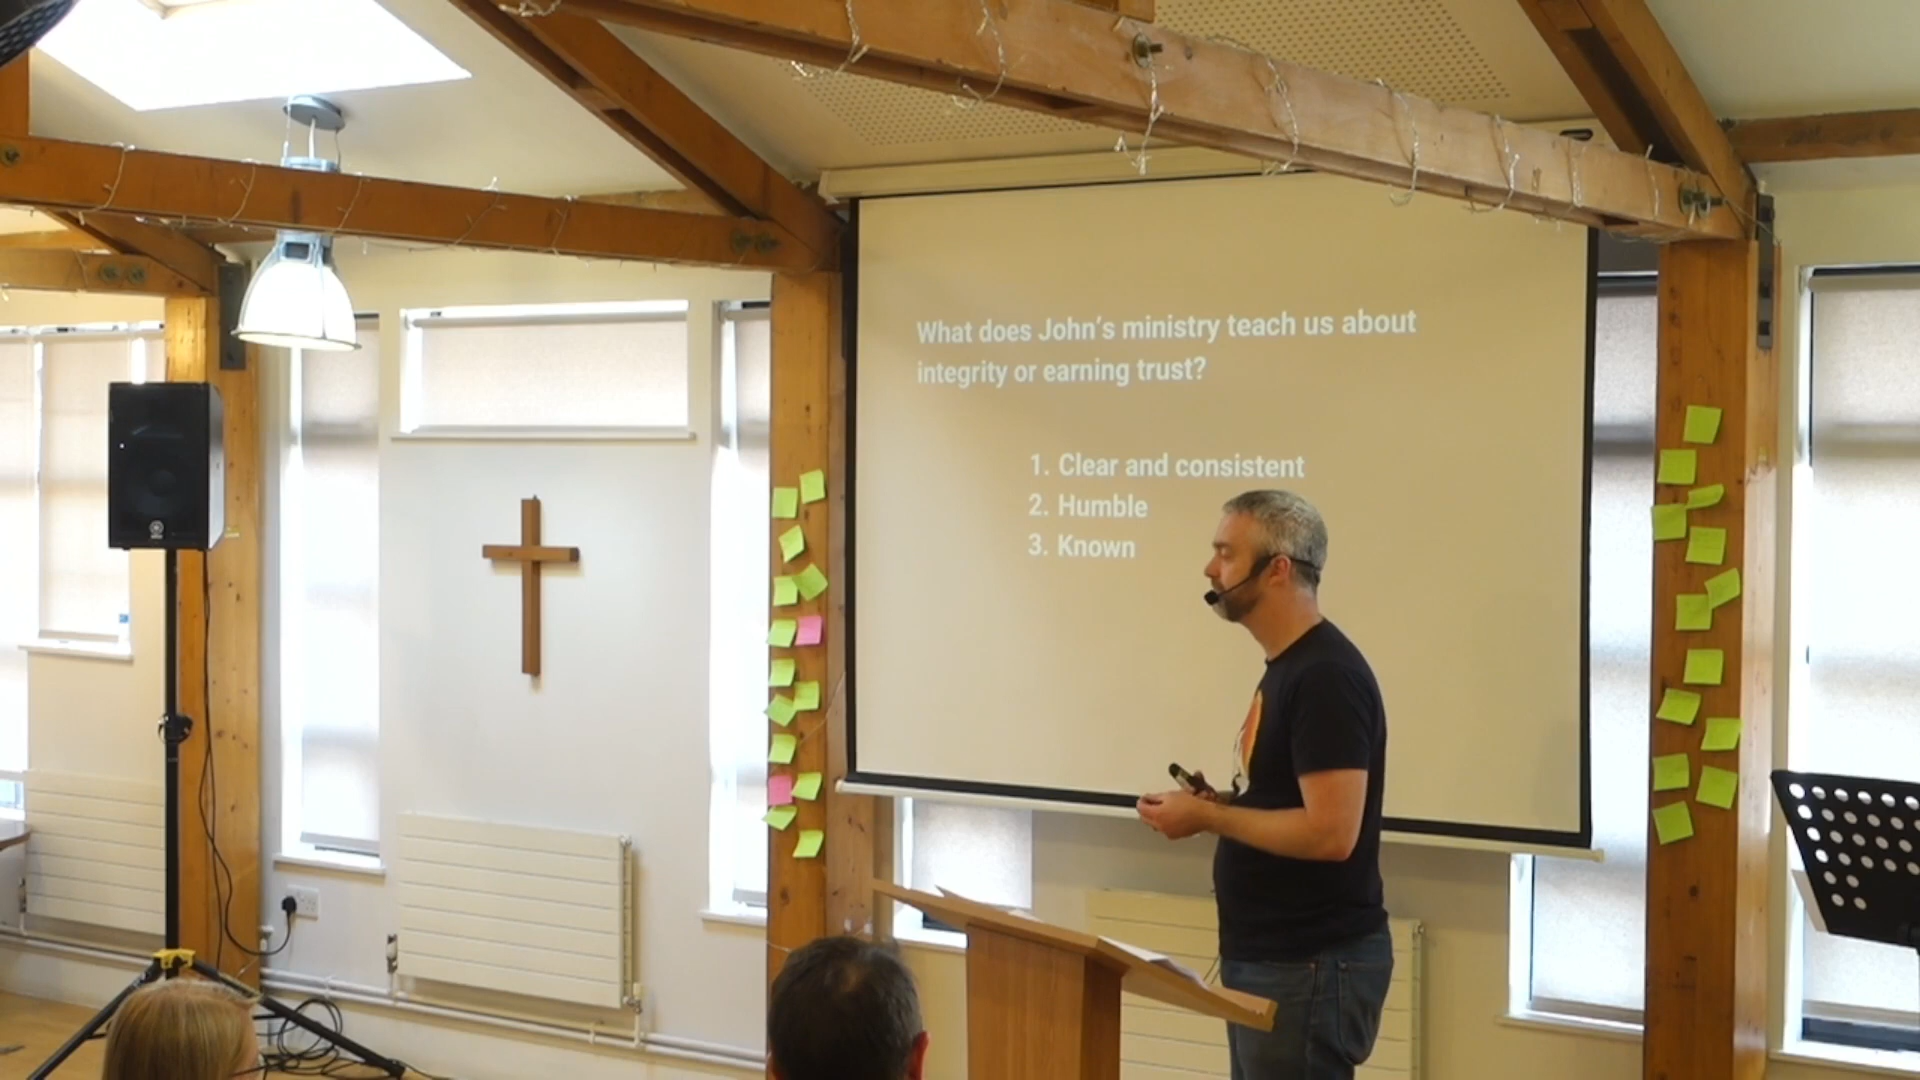 What does John's ministry teach us about
integrity or earning trust?
1. Clear and consistent
2. Humble
3. Known